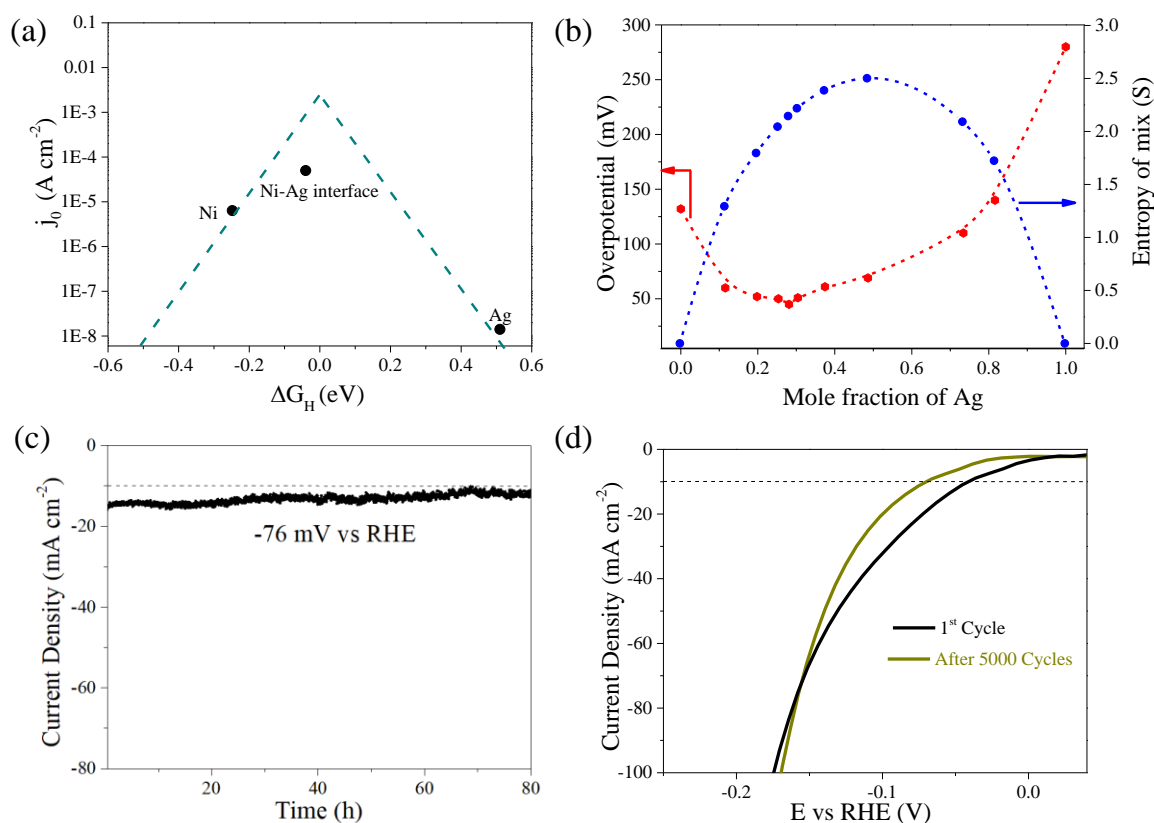 (a)
0.1
0.01
1E-3
1E-4
1E-5
1E-6
1E-7
1E-8
j0 (A cm-2)
Ni
Ni-Ag interface
Ag
-0.6 -0.4 -0.2 0.0 0.2 0.4 0.6
ΔGH (eV)
(b)
300
250
200
150
100
50
Overpotential (mV)
3.0
2.5
2.0
1.5
1.0
0.5
0.0
Entropy of mix (S)
0.0 0.2 0.4 0.6 0.8 1.0
Mole fraction of Ag
(c)
0
-20
-40
-60
-80
Current Density (mA cm-2)
-76 mV vs RHE
20 40 60 80
Time (h)
(d)
0
-20
-40
-60
-80
-100
Current Density (mA cm-2)
1st Cycle
After 5000 Cycles
-0.2 -0.1 0.0
E vs RHE (V)